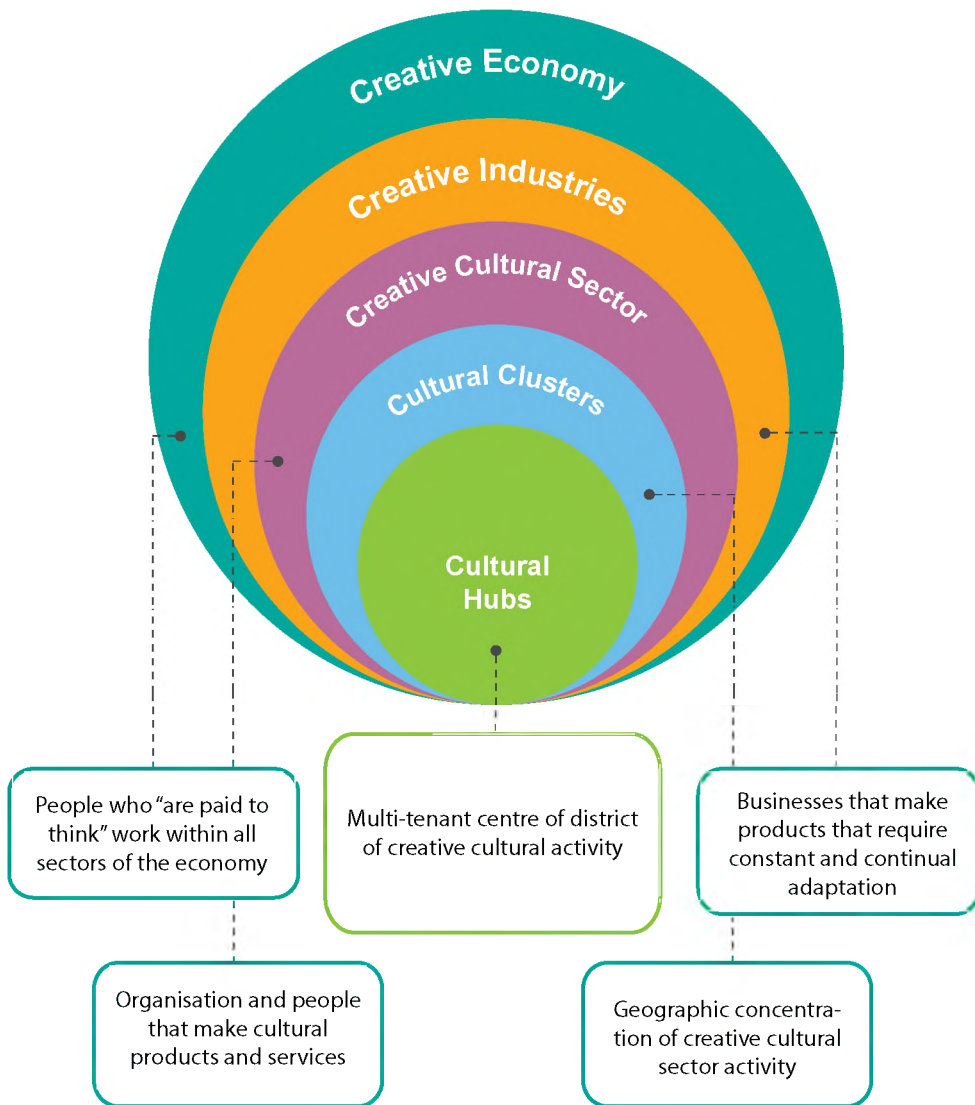 Creative Economy
Creative Industries
Creative Cultural Sector
Cultural Clusters
Cultural
Hubs
People who “are paid to
think” work within all
sectors of the economy
Multi-tenant centre of district
of creative cultural activity
Businesses that make
products that require
constant and continual
adaptation
Organisation and people
that make cultural
products and services
Geographic concentra-
tion of creative cultural
sector activity